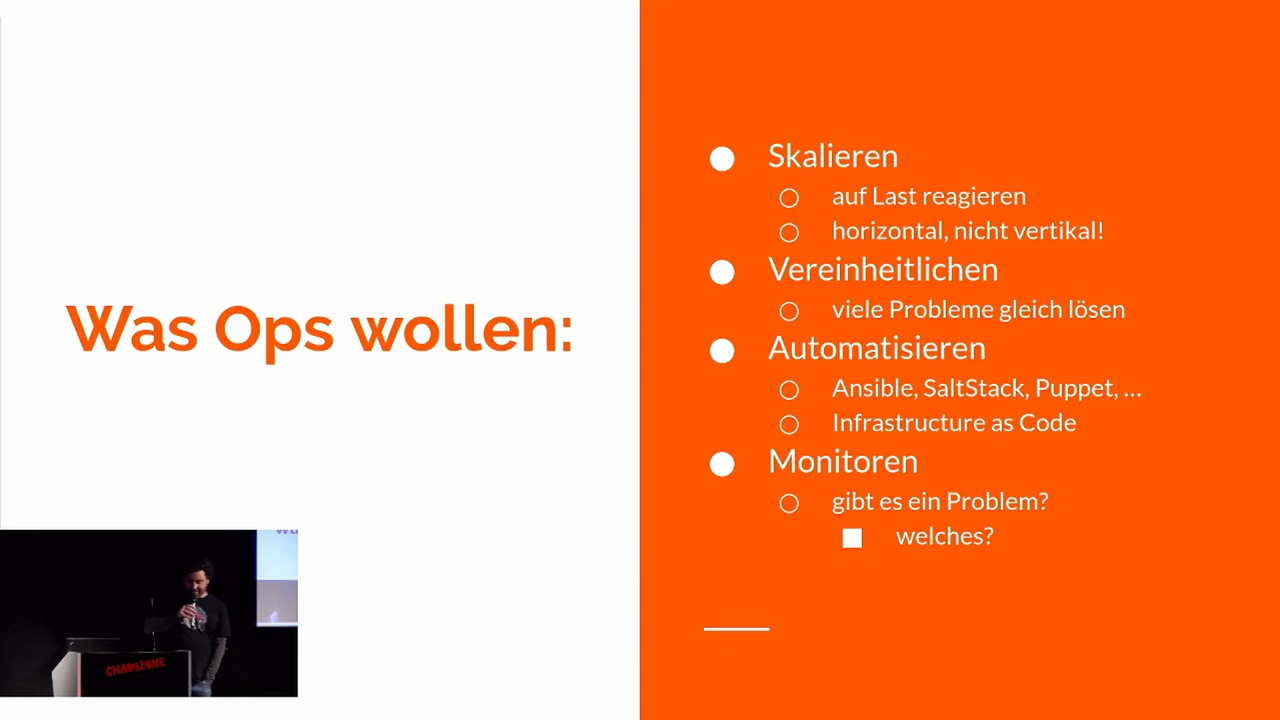 Was Ops wollen:
Skalieren
auf Last reagieren
horizontal, nicht vertikal!
Vereinheitlichen
viele Probleme gleich lösen
Automatisieren
Ansible, SaltStack, Puppet, ...
Infrastructure as Code
Monitoren
gibt es ein Problem?
welches?
CHAOSZONE